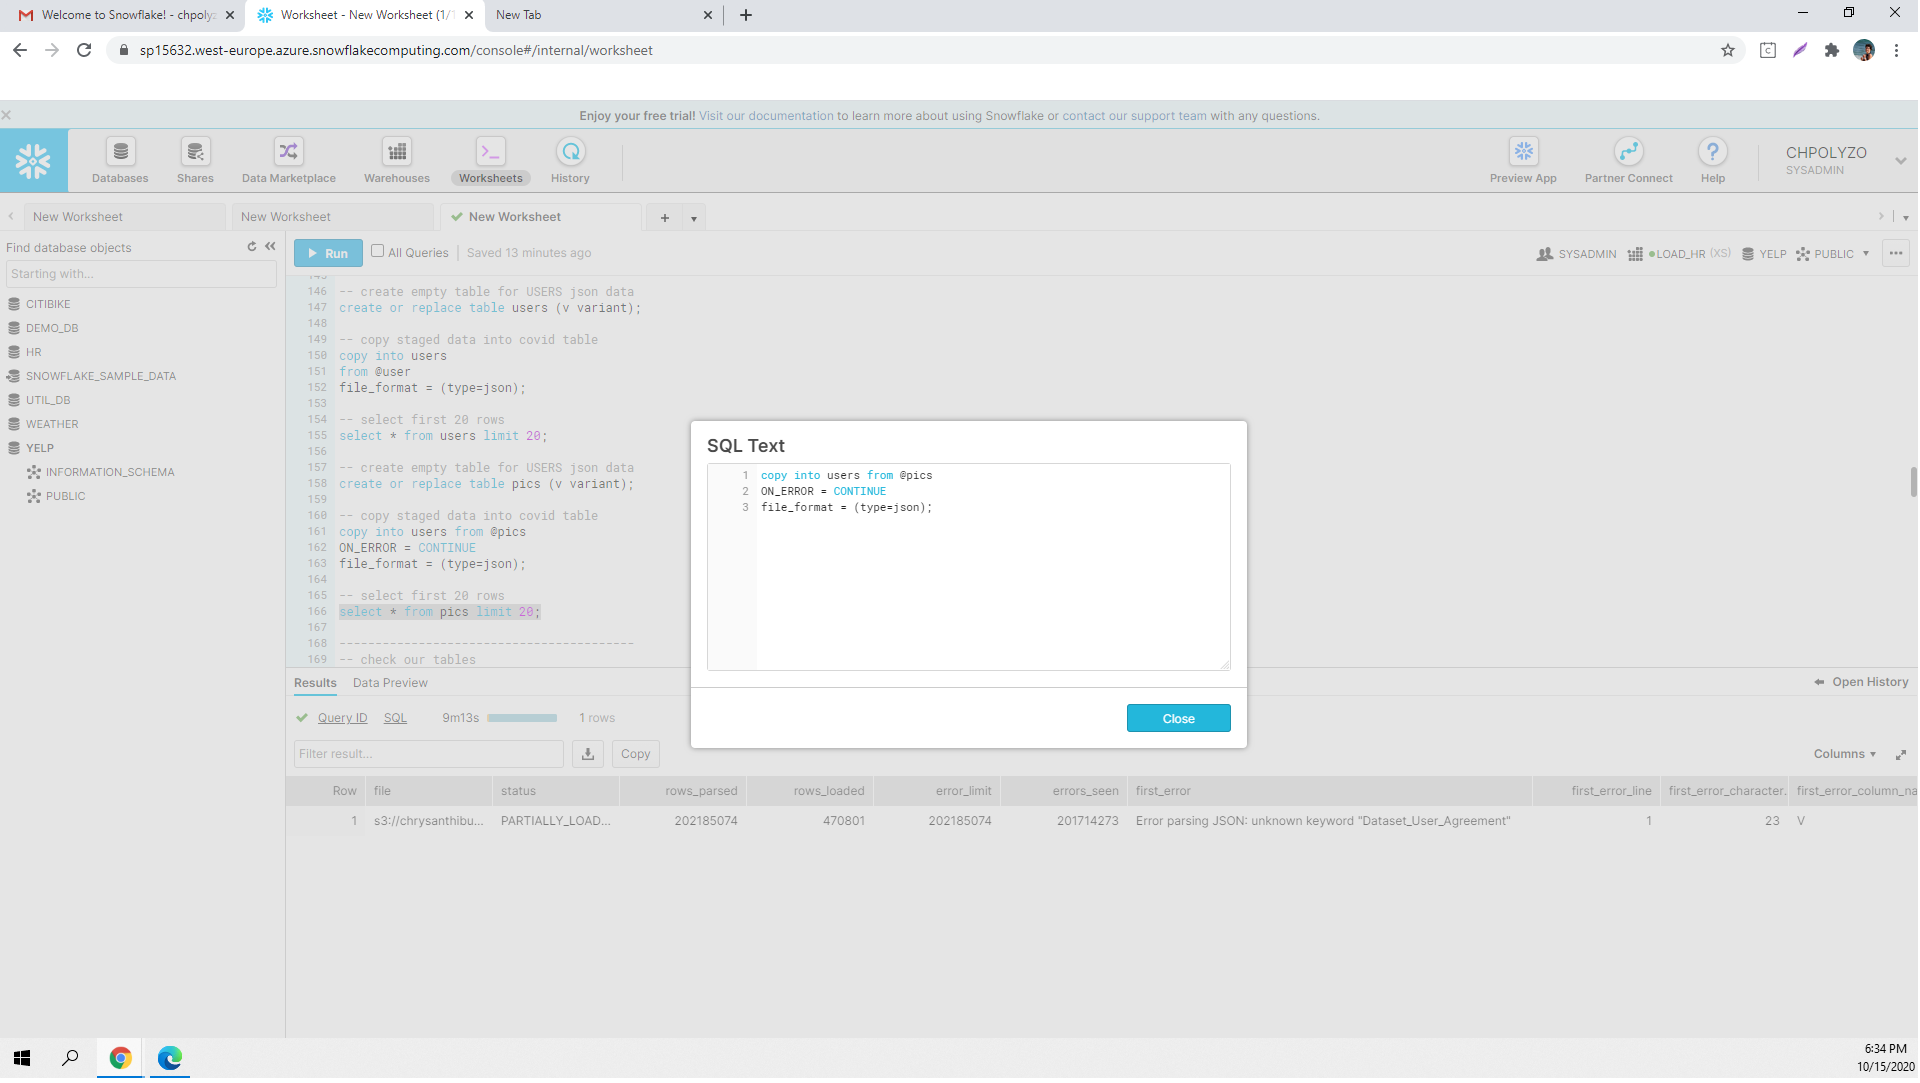 Welcome to Snowflake! - chpolyz
Worksheet - New Worksheet (1/1
New Tab
sp15632.west-europe.azure.snowflakecomputing.com/console#/internal/worksheet
Enjoy your free trial! Visit our documentation to learn more about using Snowflake or contact our support team with any questions.
Databases
Shares
Data Marketplace
Warehouses
Worksheets
History
Preview App
Partner Connect
Help
CHPOLYZO
SYSADMIN
New Worksheet
New Worksheet
New Worksheet
Find database objects
Starting with...
CITIBIKE
DEMO_DB
HR
SNOWFLAKE_SAMPLE_DATA
UTIL_DB
WEATHER
YELP
INFORMATION_SCHEMA
PUBLIC
Run
All Queries
Saved 13 minutes ago
SYSADMIN
LOAD_HR (XS)
YELP
PUBLIC
145
146 -- create empty table for USERS json data
147 create or replace table users (v variant);
148
149 -- copy staged data into covid table
150 copy into users
151 from @user
152 file_format = (type=json);
153
154 -- select first 20 rows
155 select * from users limit 20;
156
157 -- create empty table for USERS json data
158 create or replace table pics (v variant);
159
160 -- copy staged data into covid table
161 copy into users from @pics
162 ON_ERROR = CONTINUE
163 file_format = (type=json);
164
165 -- select first 20 rows
166 select * from pics limit 20;
167
168 -----------------------------------------
169 -- check our tables
SQL Text
1 copy into users from @pics
2 ON_ERROR = CONTINUE
3 file_format = (type=json);
Close
Results
Data Preview
Open History
Query ID
SQL
9m13s
1 rows
Filter result...
Copy
Columns
Row file status rows_parsed rows_loaded error_limit errors_seen first_error first_error_line first_error_character. first_error_column_na
1 s3://chrysanthibu... PARTIALLY_LOAD... 202185074 470801 202185074 201714273 Error parsing JSON: unknown keyword "Dataset_User_Agreement" 1 23 V
6:34 PM
10/15/2020